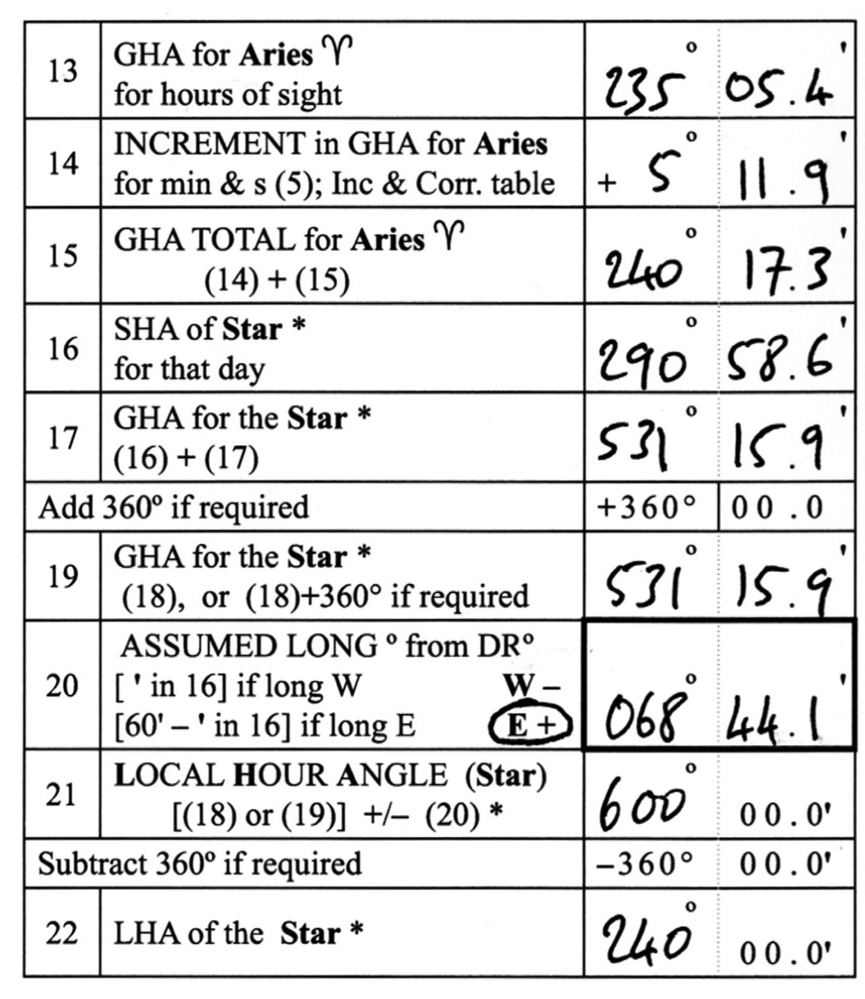 13 GHA for Aries ♈ º '
for hours of sight 235 05.4
14 INCREMENT in GHA for Aries º '
for min & s (5); Inc & Corr. table + 5 11.9
15 GHA TOTAL for Aries ♈ º '
(14) + (15) 240 17.3
16 SHA of Star * º '
for that day 290 58.6
17 GHA for the Star * º '
(16) + (17) 531 15.9
Add 360º if required +360° 00.0
19 GHA for the Star * º '
(18), or (18)+360° if required 531 15.9
ASSUMED LONG º from DRº
20 [ ' in 16] if long W W – º '
[60' – ' in 16] if long E E + 068 44.1
21 LOCAL HOUR ANGLE (Star) º
[(18) or (19)] +/– (20) * 600 00.0'
Subtract 360º if required –360° 00.0'
22 LHA of the Star * 240º 00.0'